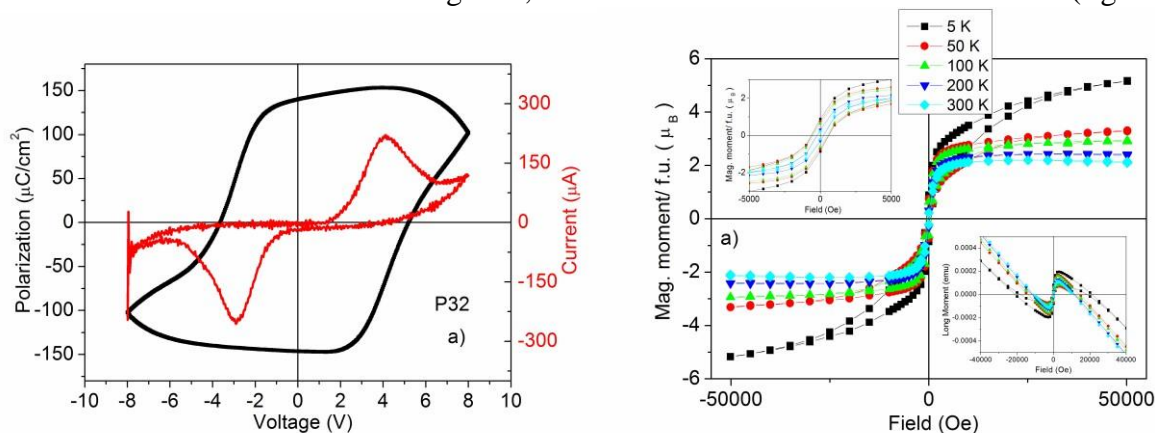 Polarization (μC/cm²)
150
100
50
0
-50
-100
-150
-10 -8 -6 -4 -2 0 2 4 6 8 10
Voltage (V)
300
150
0
-150
-300
Current (μA)
P32
a)
5 K
50 K
100 K
200 K
300 K
Mag. moment/ f.u. ( μB )
6
4
2
0
-2
-4
-6
-50000 0 50000
Field (Oe)
a)
Mag. moment/ f.u. ( μB )
2
0
-2
-5000 0 5000
Field (Oe)
Long Moment (emu)
0.0004
0.0002
0.0000
-0.0002
-0.0004
-40000 -20000 0 20000 40000
Field (Oe)